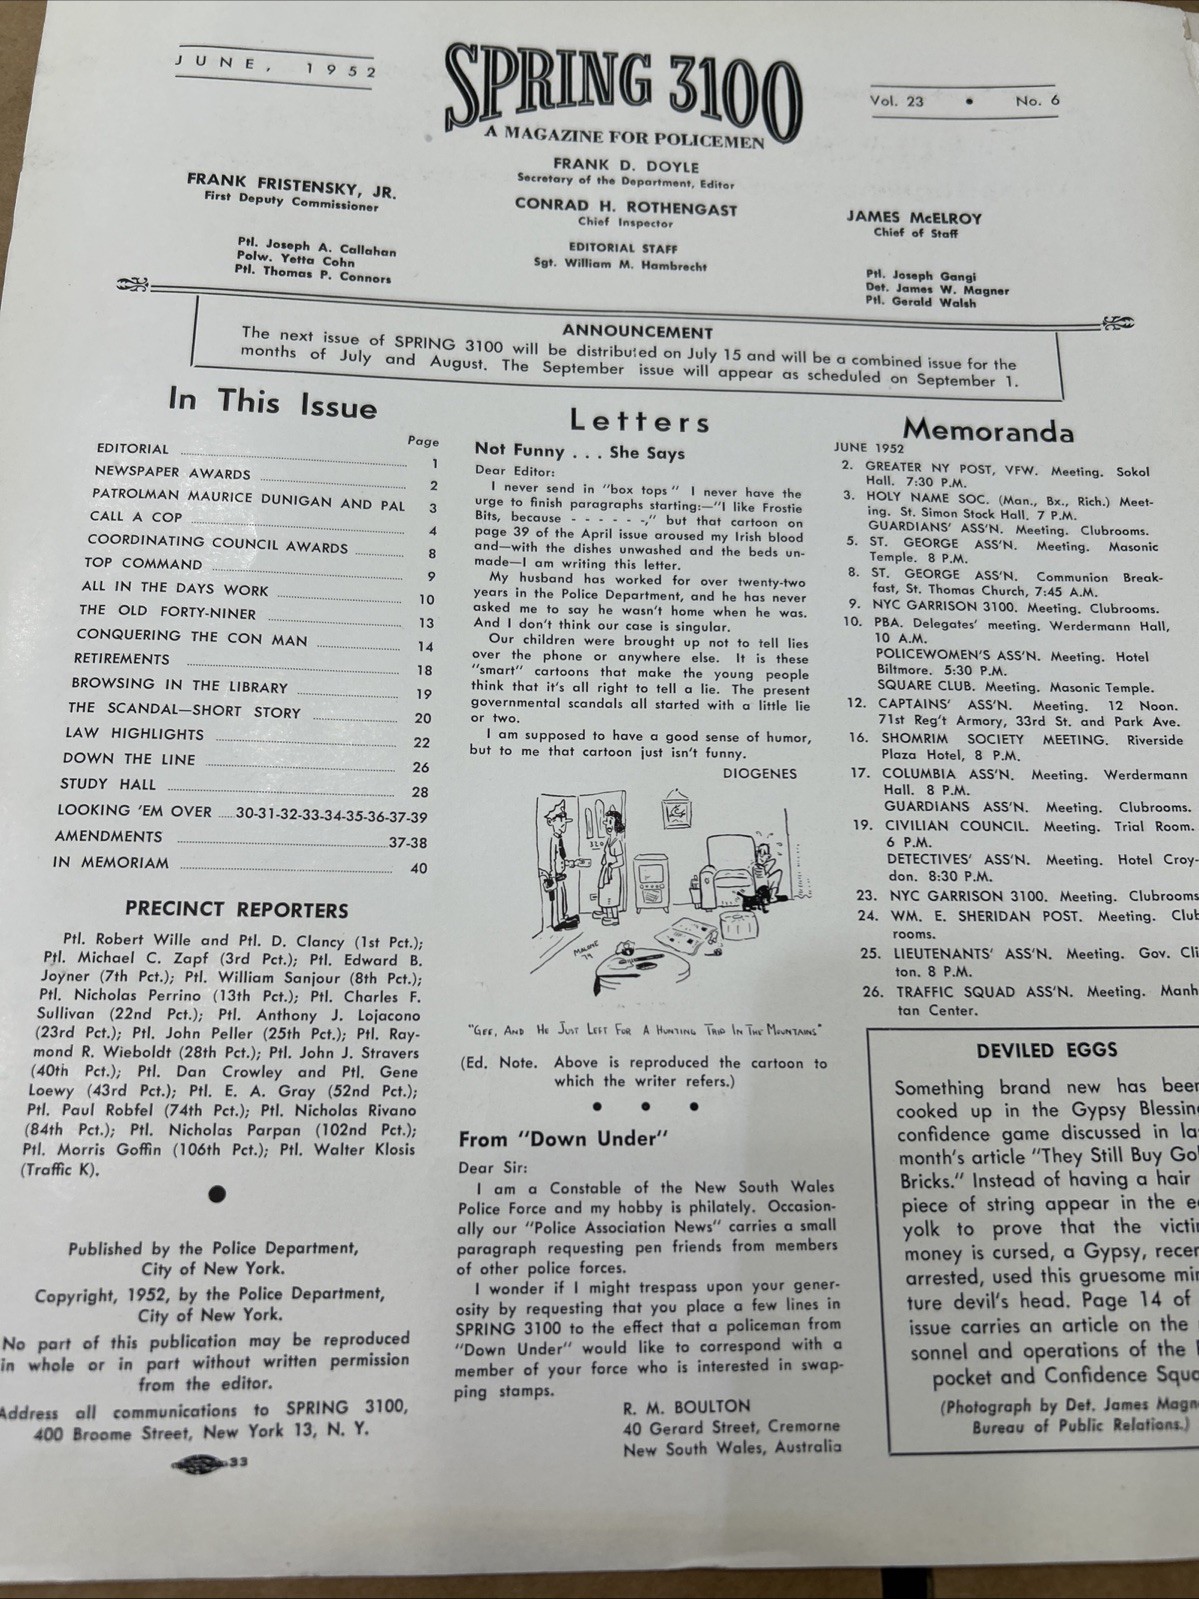 JUNE, 1952
SPRING 3100
A MAGAZINE FOR POLICEMEN
Vol. 23 • No. 6
FRANK FRISTENSKY, JR.
First Deputy Commissioner
FRANK D. DOYLE
Secretary of the Department, Editor
CONRAD H. ROTHENGAST
Chief Inspector
JAMES McELROY
Chief of Staff
Ptl. Joseph A. Callahan
Polw. Yetta Cohn
Ptl. Thomas P. Connors
EDITORIAL STAFF
Sgt. William M. Hambrecht
Ptl. Joseph Gangi
Det. James W. Magner
Ptl. Gerald Walsh
ANNOUNCEMENT
The next issue of SPRING 3100 will be distributed on July 15 and will be a combined issue for the
months of July and August. The September issue will appear as scheduled on September 1.
In This Issue
Page
EDITORIAL 1
NEWSPAPER AWARDS 2
PATROLMAN MAURICE DUNIGAN AND PAL 3
CALL A COP 4
COORDINATING COUNCIL AWARDS 8
TOP COMMAND 9
ALL IN THE DAYS WORK 10
THE OLD FORTY-NINER 13
CONQUERING THE CON MAN 14
RETIREMENTS 18
BROWSING IN THE LIBRARY 19
THE SCANDAL—SHORT STORY 20
LAW HIGHLIGHTS 22
DOWN THE LINE 26
STUDY HALL 28
LOOKING 'EM OVER 30-31-32-33-34-35-36-37-39
AMENDMENTS 37-38
IN MEMORIAM 40
PRECINCT REPORTERS
Ptl. Robert Wille and Ptl. D. Clancy (1st Pct.);
Ptl. Michael C. Zapf (3rd Pct.); Ptl. Edward B.
Joyner (7th Pct.); Ptl. William Sanjour (8th Pct.);
Ptl. Nicholas Perrino (13th Pct.); Ptl. Charles F.
Sullivan (22nd Pct.); Ptl. Anthony J. Lojacono
(23rd Pct.); Ptl. John Peller (25th Pct.); Ptl. Ray-
mond R. Wieboldt (28th Pct.); Ptl. John J. Stravers
(40th Pct.); Ptl. Dan Crowley and Ptl. Gene
Loewy (43rd Pct.); Ptl. E. A. Gray (52nd Pct.);
Ptl. Paul Robfel (74th Pct.); Ptl. Nicholas Rivano
(84th Pct.); Ptl. Nicholas Parpan (102nd Pct.);
Ptl. Morris Goffin (106th Pct.); Ptl. Walter Klosis
(Traffic K).
Published by the Police Department,
City of New York.
Copyright, 1952, by the Police Department,
City of New York.
No part of this publication may be reproduced
in whole or in part without written permission
from the editor.
Address all communications to SPRING 3100,
400 Broome Street, New York 13, N. Y.
33
Letters
Not Funny . . . She Says
Dear Editor:
I never send in "box tops" I never have the
urge to finish paragraphs starting:—"I like Frostie
Bits, because - - - - - -," but that cartoon on
page 39 of the April issue aroused my Irish blood
and—with the dishes unwashed and the beds un-
made—I am writing this letter.
My husband has worked for over twenty-two
years in the Police Department, and he has never
asked me to say he wasn't home when he was.
And I don't think our case is singular.
Our children were brought up not to tell lies
over the phone or anywhere else. It is these
"smart" cartoons that make the young people
think that it's all right to tell a lie. The present
governmental scandals all started with a little lie
or two.
I am supposed to have a good sense of humor,
but to me that cartoon just isn't funny.
DIOGENES
"GEE, AND HE JUST LEFT FOR A HUNTING TRIP IN THE MOUNTAINS"
(Ed. Note. Above is reproduced the cartoon to
which the writer refers.)
• • •
From "Down Under"
Dear Sir:
I am a Constable of the New South Wales
Police Force and my hobby is philately. Occasion-
ally our "Police Association News" carries a small
paragraph requesting pen friends from members
of other police forces.
I wonder if I might trespass upon your gener-
osity by requesting that you place a few lines in
SPRING 3100 to the effect that a policeman from
"Down Under" would like to correspond with a
member of your force who is interested in swap-
ping stamps.
R. M. BOULTON
40 Gerard Street, Cremorne
New South Wales, Australia
Memoranda
JUNE 1952
2. GREATER NY POST, VFW. Meeting. Sokol
Hall. 7:30 P.M.
3. HOLY NAME SOC. (Man., Bx., Rich.) Meet-
ing. St. Simon Stock Hall. 7 P.M.
GUARDIANS' ASS'N. Meeting. Clubrooms.
5. ST. GEORGE ASS'N. Meeting. Masonic
Temple. 8 P.M.
8. ST. GEORGE ASS'N. Communion Break-
fast, St. Thomas Church, 7:45 A.M.
9. NYC GARRISON 3100. Meeting. Clubrooms.
10. PBA. Delegates' meeting. Werdermann Hall,
10 A.M.
POLICEWOMEN'S ASS'N. Meeting. Hotel
Biltmore. 5:30 P.M.
SQUARE CLUB. Meeting. Masonic Temple.
12. CAPTAINS' ASS'N. Meeting. 12 Noon.
71st Reg't Armory, 33rd St. and Park Ave.
16. SHOMRIM SOCIETY MEETING. Riverside
Plaza Hotel, 8 P.M.
17. COLUMBIA ASS'N. Meeting. Werdermann
Hall. 8 P.M.
GUARDIANS ASS'N. Meeting. Clubrooms.
19. CIVILIAN COUNCIL. Meeting. Trial Room.
6 P.M.
DETECTIVES' ASS'N. Meeting. Hotel Croy-
don. 8:30 P.M.
23. NYC GARRISON 3100. Meeting. Clubrooms
24. WM. E. SHERIDAN POST. Meeting. Club
rooms.
25. LIEUTENANTS' ASS'N. Meeting. Gov. Cli
ton. 8 P.M.
26. TRAFFIC SQUAD ASS'N. Meeting. Manh
tan Center.
DEVILED EGGS
Something brand new has been
cooked up in the Gypsy Blessing
confidence game discussed in la
month's article "They Still Buy Go
Bricks." Instead of having a hair
piece of string appear in the e
yolk to prove that the victi
money is cursed, a Gypsy, recen
arrested, used this gruesome min
ture devil's head. Page 14 of
issue carries an article on the
sonnel and operations of the
pocket and Confidence Squa
(Photograph by Det. James Magne
Bureau of Public Relations.)